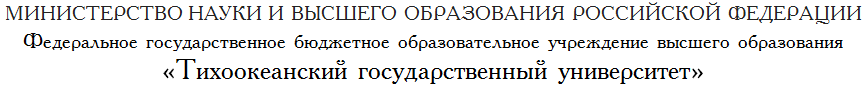 МИНИСТЕРСТВО НАУКИ И ВЫСШЕГО ОБРАЗОВАНИЯ РОССИЙСКОЙ ФЕДЕРАЦИИ
Федеральное государственное бюджетное образовательное учреждение высшего образования
«Тихоокеанский государственный университет»